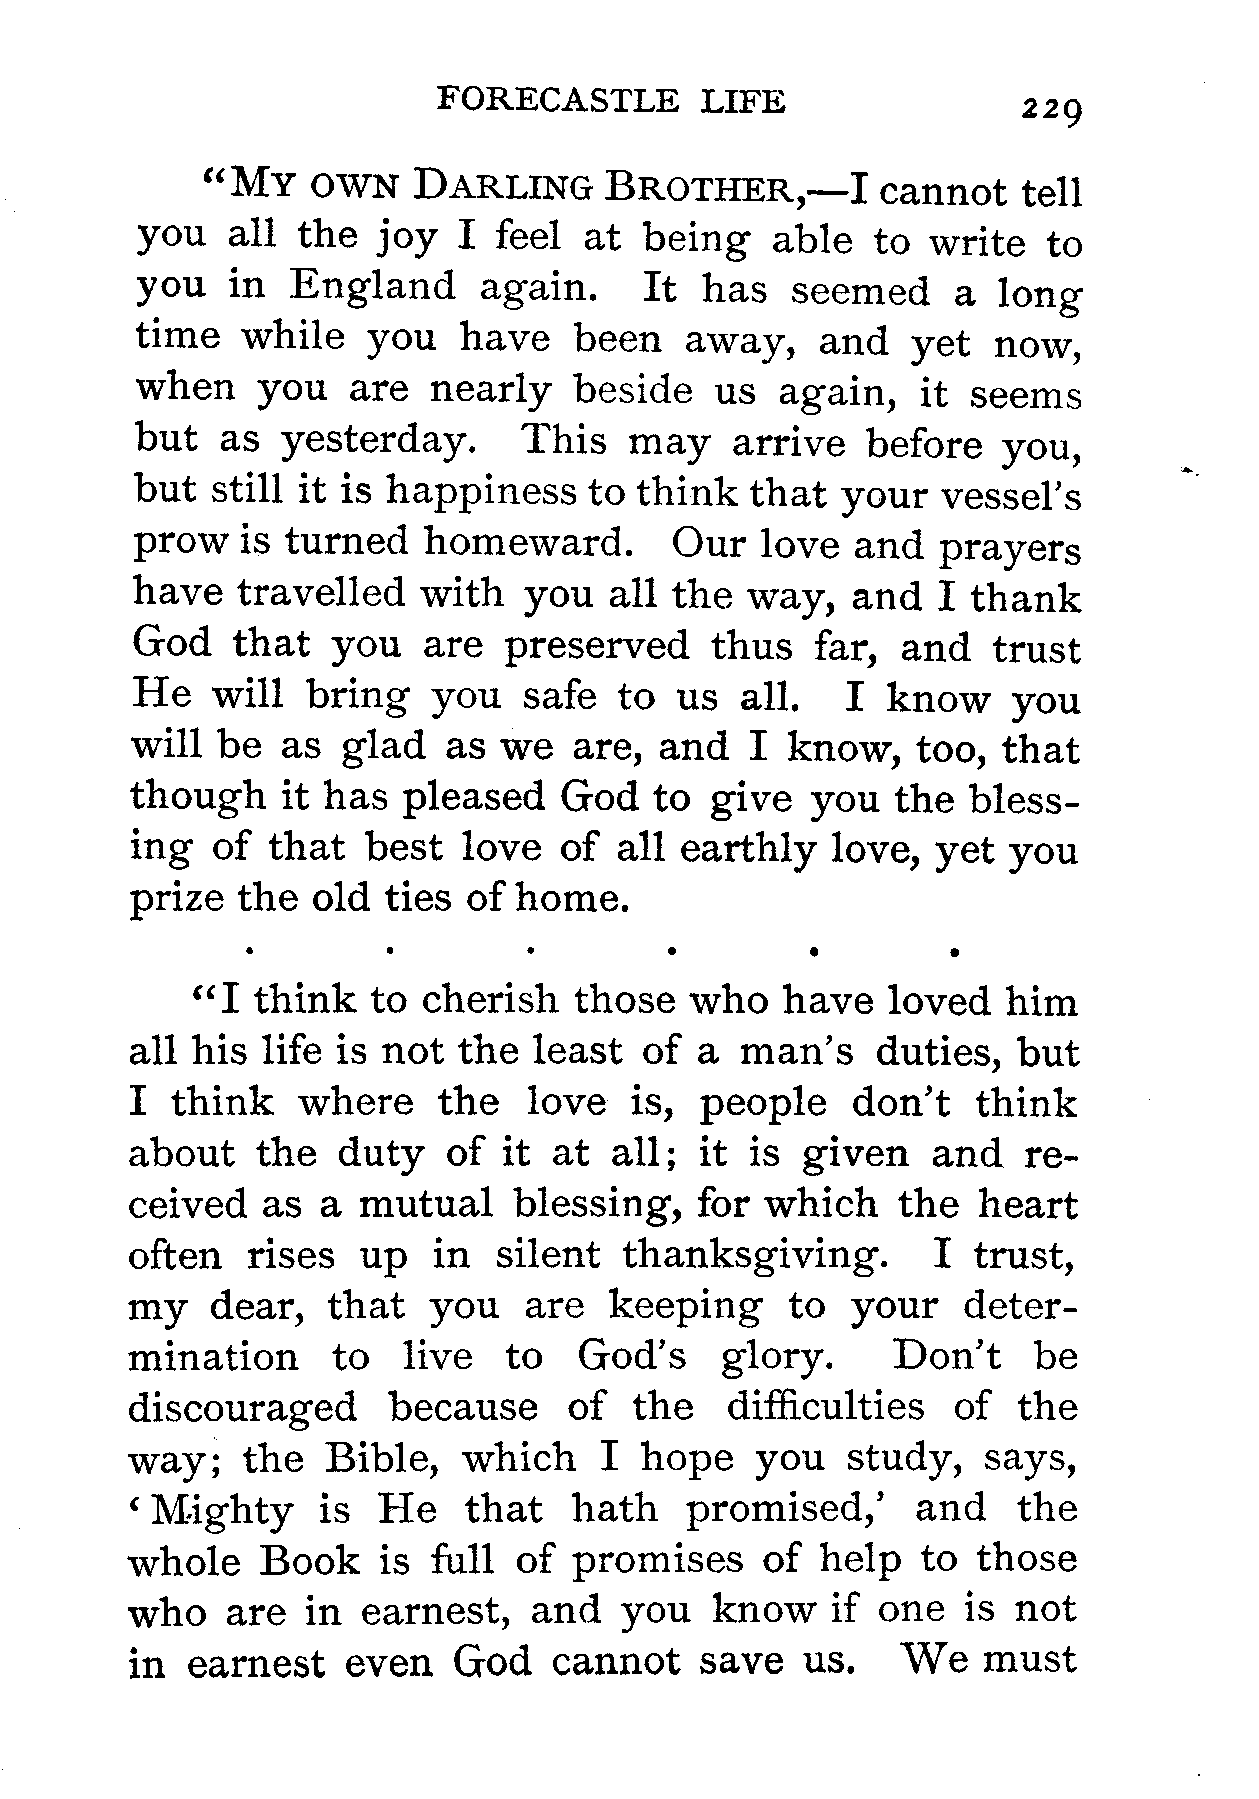 FORECASTLE LIFE 229
“MY OWN DARLING BROTHER,—I cannot tell
you all the joy I feel at being able to write to
you in England again. It has seemed a long
time while you have been away, and yet now,
when you are nearly beside us again, it seems
but as yesterday. This may arrive before you,
but still it is happiness to think that your vessel's
prow is turned homeward. Our love and prayers
have travelled with you all the way, and I thank
God that you are preserved thus far, and trust
He will bring you safe to us all. I know you
will be as glad as we are, and I know, too, that
though it has pleased God to give you the bless-
ing of that best love of all earthly love, yet you
prize the old ties of home.
. . . . . .
“I think to cherish those who have loved him
all his life is not the least of a man's duties, but
I think where the love is, people don't think
about the duty of it at all; it is given and re-
ceived as a mutual blessing, for which the heart
often rises up in silent thanksgiving. I trust,
my dear, that you are keeping to your deter-
mination to live to God's glory. Don't be
discouraged because of the difficulties of the
way; the Bible, which I hope you study, says,
‘Mighty is He that hath promised,’ and the
whole Book is full of promises of help to those
who are in earnest, and you know if one is not
in earnest even God cannot save us. We must